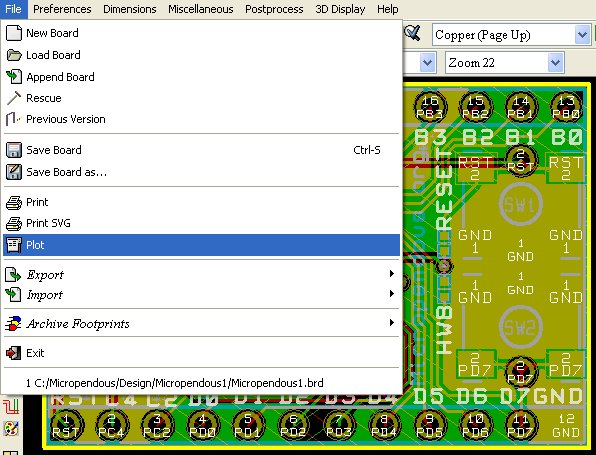 File Preferences Dimensions Miscellaneous Postprocess 3D Display Help
New Board
Load Board
Append Board
Rescue
Previous Version
Save Board Ctrl-S
Save Board as...
Print
Print SVG
Plot
Export
Import
Archive Footprints
Exit
1 C:/Micropendous/Design/Micropendous1/Micropendous1.brd
Copper (Page Up)
Zoom 22
16 15 14 13
PB3 PB2 PB1 PB0
B3 B2 B1 B0
RST 2 RST
2 RST 2
RESET
SW1
GND GND
1
1 GND 1
GND GND
1
GND
HWB
SW2
2 2
PD7 2 PD7
PD7
D5 D6 D7 GND
1 2 3 4 5 6 7 8 9 10 11 12
RST PC4 PC2 PD0 PD1 PD2 PD3 PD4 PD5 PD6 PD7 GND